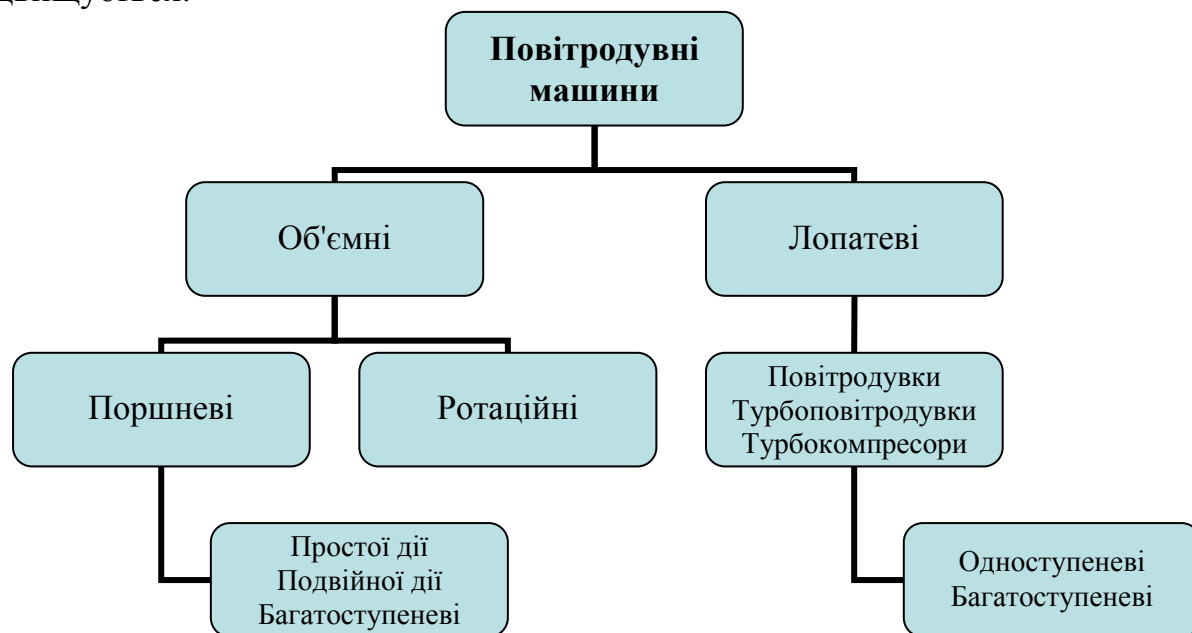 Повітродувні
машини
Об'ємні
Лопатеві
Поршневі
Ротаційні
Повітродувки
Турбоповітродувки
Турбокомпресори
Простої дії
Подвійної дії
Багатоступеневі
Одноступеневі
Багатоступеневі